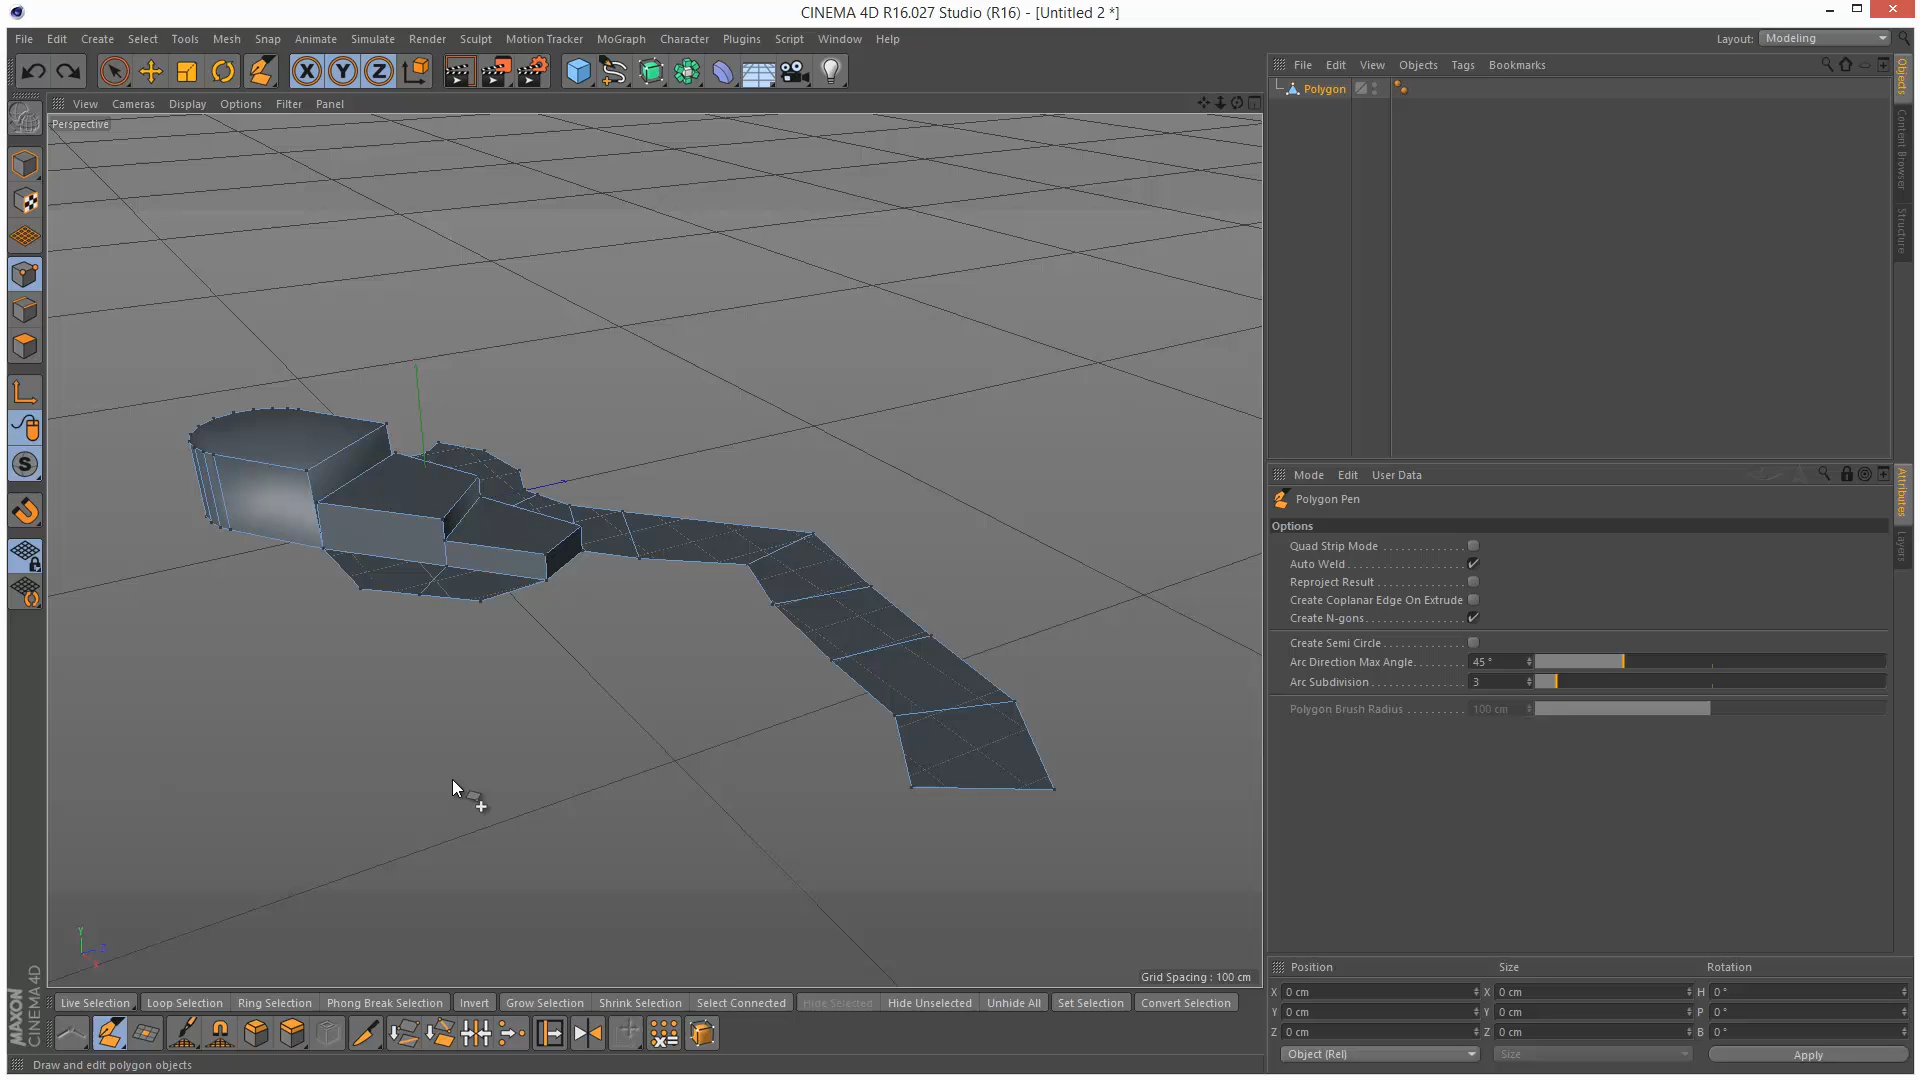 CINEMA 4D R16.027 Studio (R16) - [Untitled 2 *]
File Edit Create Select Tools Mesh Snap Animate Simulate Render Sculpt Motion Tracker MoGraph Character Plugins Script Window Help
Layout: Modeling
File Edit View Objects Tags Bookmarks
X Y Z
View Cameras Display Options Filter Panel
Polygon
Perspective
Objects
Content Browser
Structure
S
Mode Edit User Data
Polygon Pen
Attributes
Layers
Options
Quad Strip Mode
Auto Weld
Reproject Result
Create Coplanar Edge On Extrude
Create N-gons
Create Semi Circle
Arc Direction Max Angle 45 °
Arc Subdivision 3
Polygon Brush Radius 100 cm
Y
Z
X
Grid Spacing : 100 cm
Position Size Rotation
X 0 cm X 0 cm H 0 °
Y 0 cm Y 0 cm P 0 °
Z 0 cm Z 0 cm B 0 °
Object (Rel) Size Apply
Live Selection Loop Selection Ring Selection Phong Break Selection Invert Grow Selection Shrink Selection Select Connected Hide Selected Hide Unselected Unhide All Set Selection Convert Selection
MAXON
CINEMA 4D
Draw and edit polygon objects